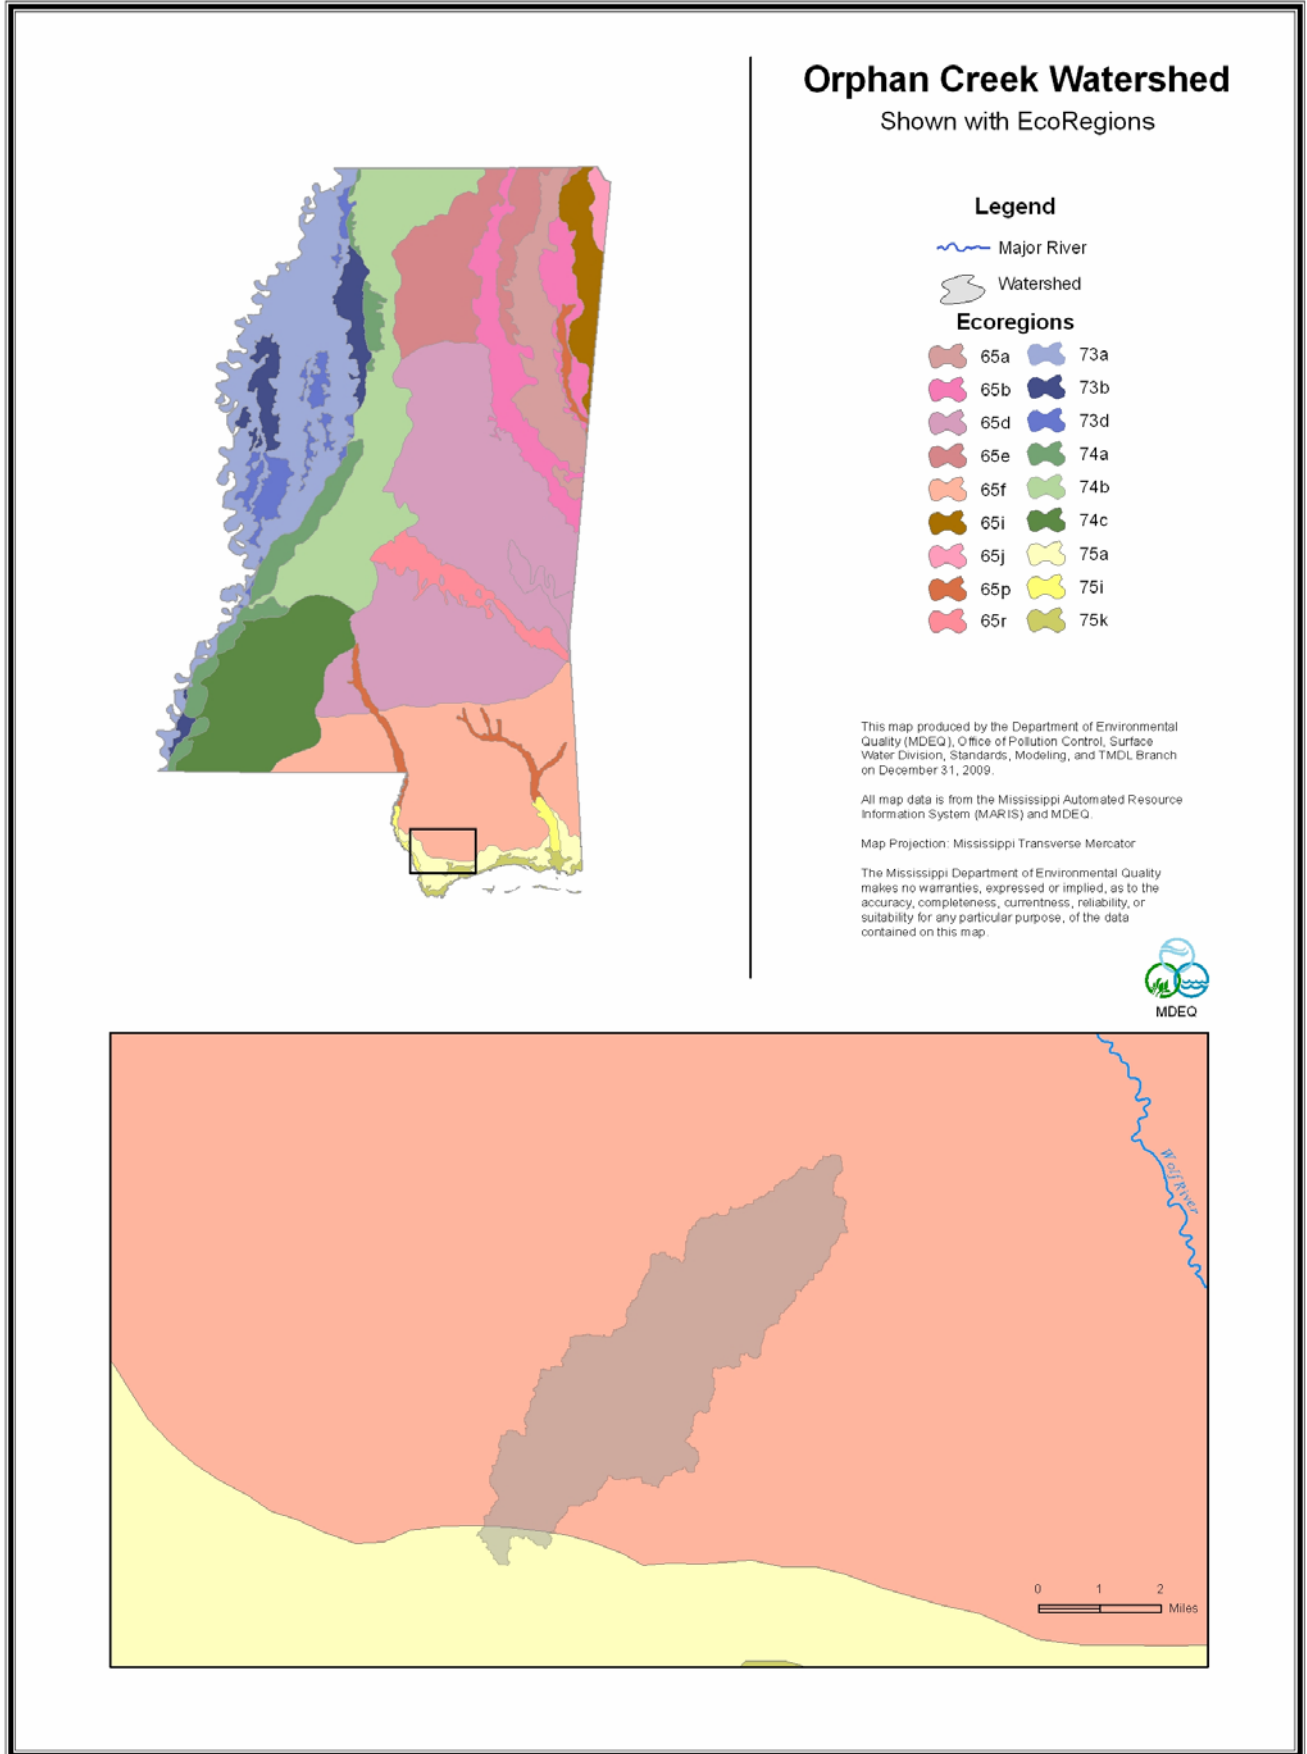 Orphan Creek Watershed
Shown with EcoRegions
Legend
Major River
Watershed
Ecoregions
65a 73a
65b 73b
65d 73d
65e 74a
65f 74b
65i 74c
65j 75a
65p 75i
65r 75k
This map produced by the Department of Environmental
Quality (MDEQ), Office of Pollution Control, Surface
Water Division, Standards, Modeling, and TMDL Branch
on December 31, 2009.
All map data is from the Mississippi Automated Resource
Information System (MARIS) and MDEQ.
Map Projection: Mississippi Transverse Mercator
The Mississippi Department of Environmental Quality
makes no warranties, expressed or implied, as to the
accuracy, completeness, currentness, reliability, or
suitability for any particular purpose, of the data
contained on this map.
MDEQ
Wolf River
0 1 2
Miles